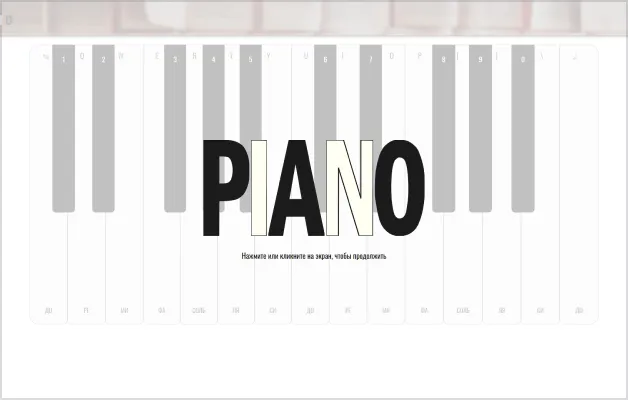 1 2 3 4 5 6 7 8 9 0
PIANO
Нажмите или кликните на экран, чтобы продолжить
ДО РЕ МИ ФА СОЛЬ ЛЯ СИ ДО РЕ МИ ФА СОЛЬ ЛЯ СИ ДО